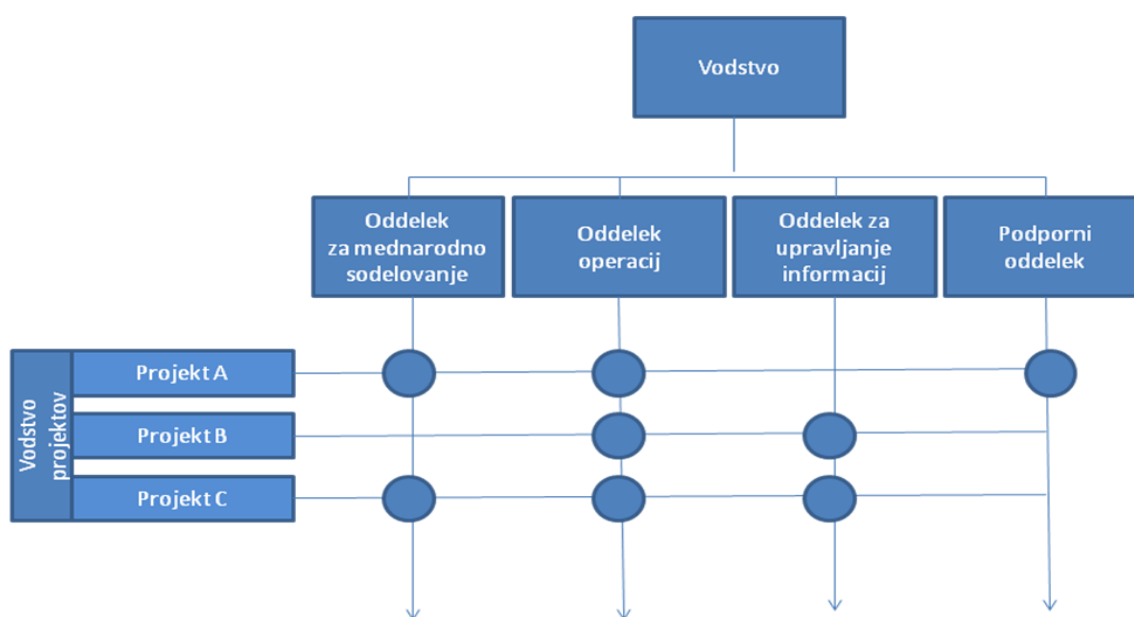 Vodstvo
Oddelek
za mednarodno
sodelovanje
Oddelek
operacij
Oddelek za
upravljanje
informacij
Podporni
oddelek
Vodstvo
projektov
Projekt A
Projekt B
Projekt C